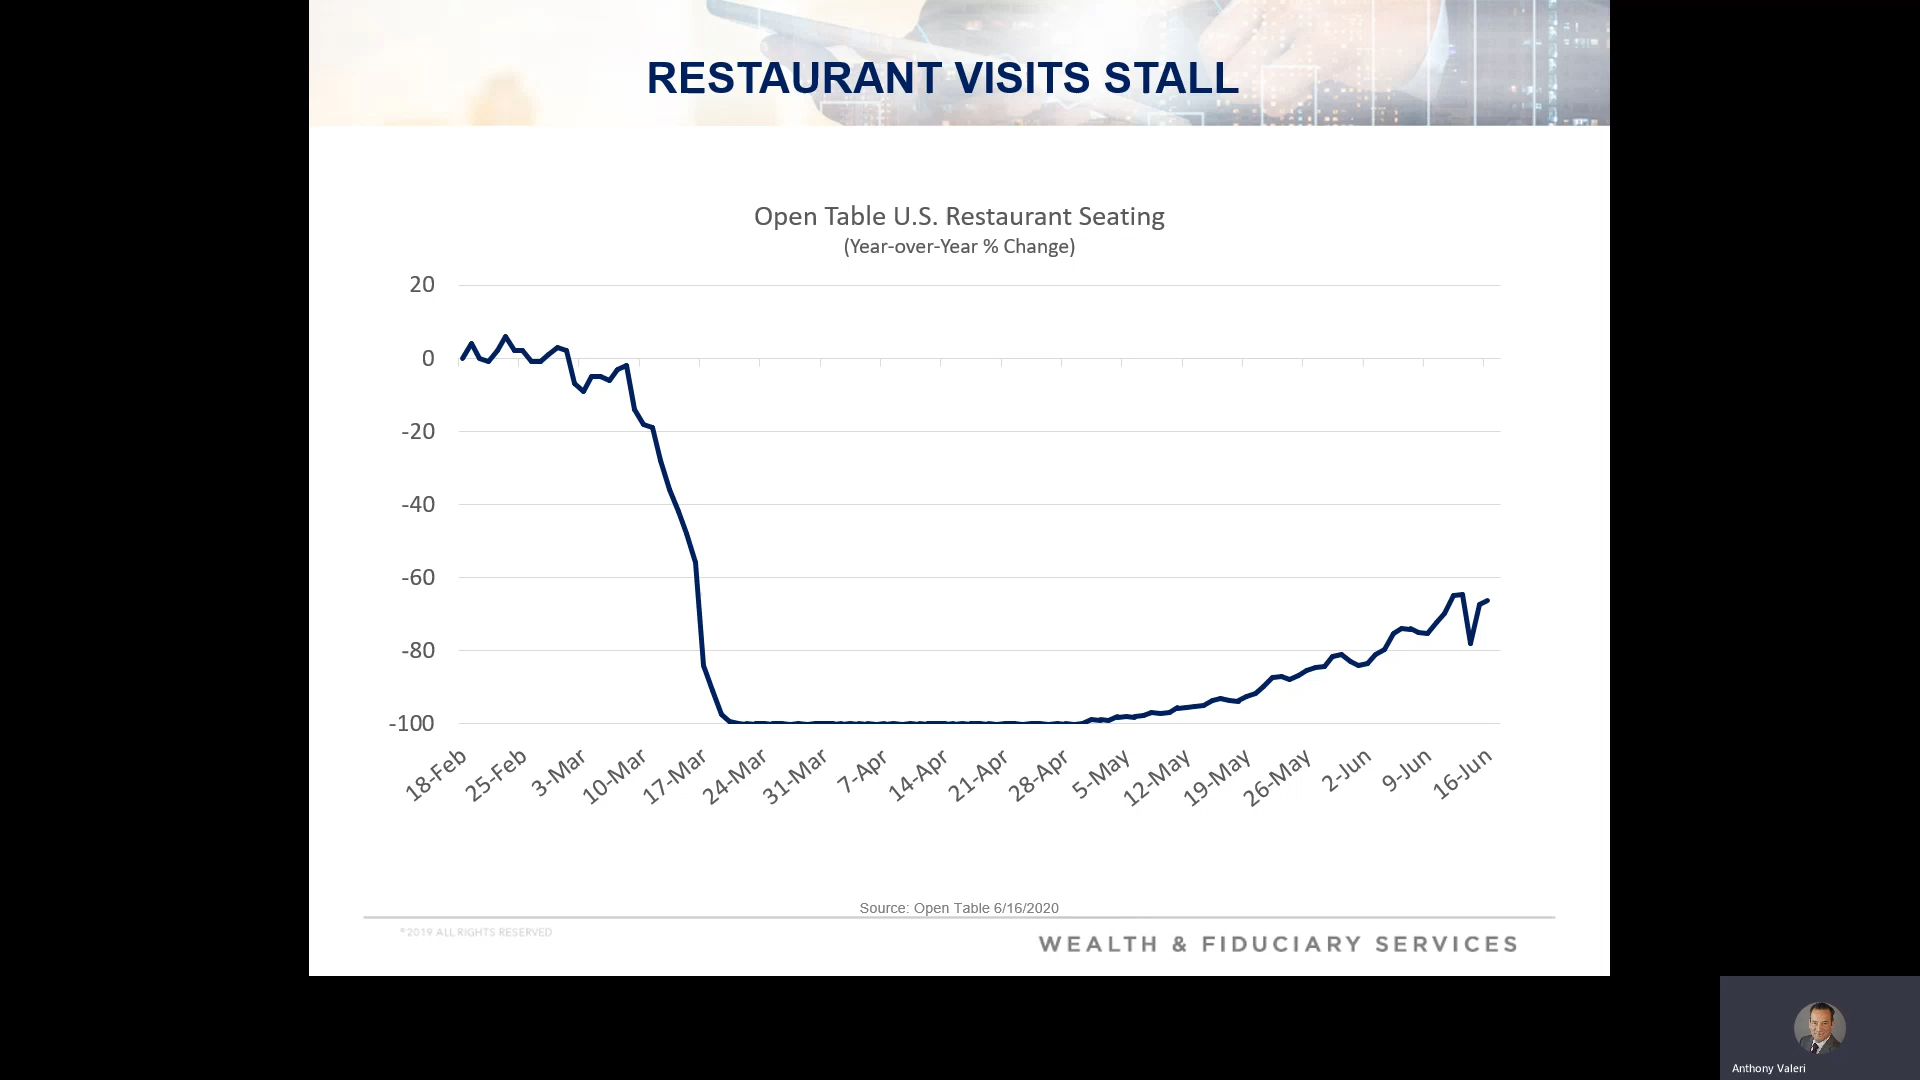 RESTAURANT VISITS STALL
Open Table U.S. Restaurant Seating
(Year-over-Year % Change)
20
0
-20
-40
-60
-80
-100
18-Feb
25-Feb
3-Mar
10-Mar
17-Mar
24-Mar
31-Mar
7-Apr
14-Apr
21-Apr
28-Apr
5-May
12-May
19-May
26-May
2-Jun
9-Jun
16-Jun
Source: Open Table 6/16/2020
©2019 ALL RIGHTS RESERVED
WEALTH & FIDUCIARY SERVICES
Anthony Valeri